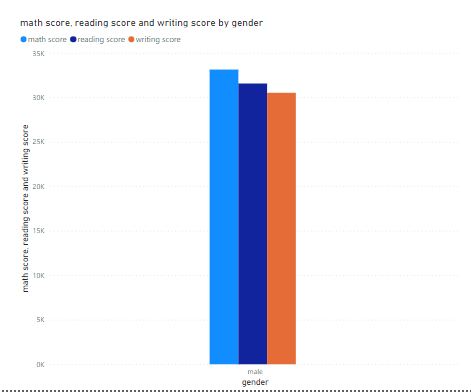 math score, reading score and writing score by gender
math score reading score writing score
35K
30K
25K
20K
15K
10K
5K
0K
math score, reading score and writing score
male
gender